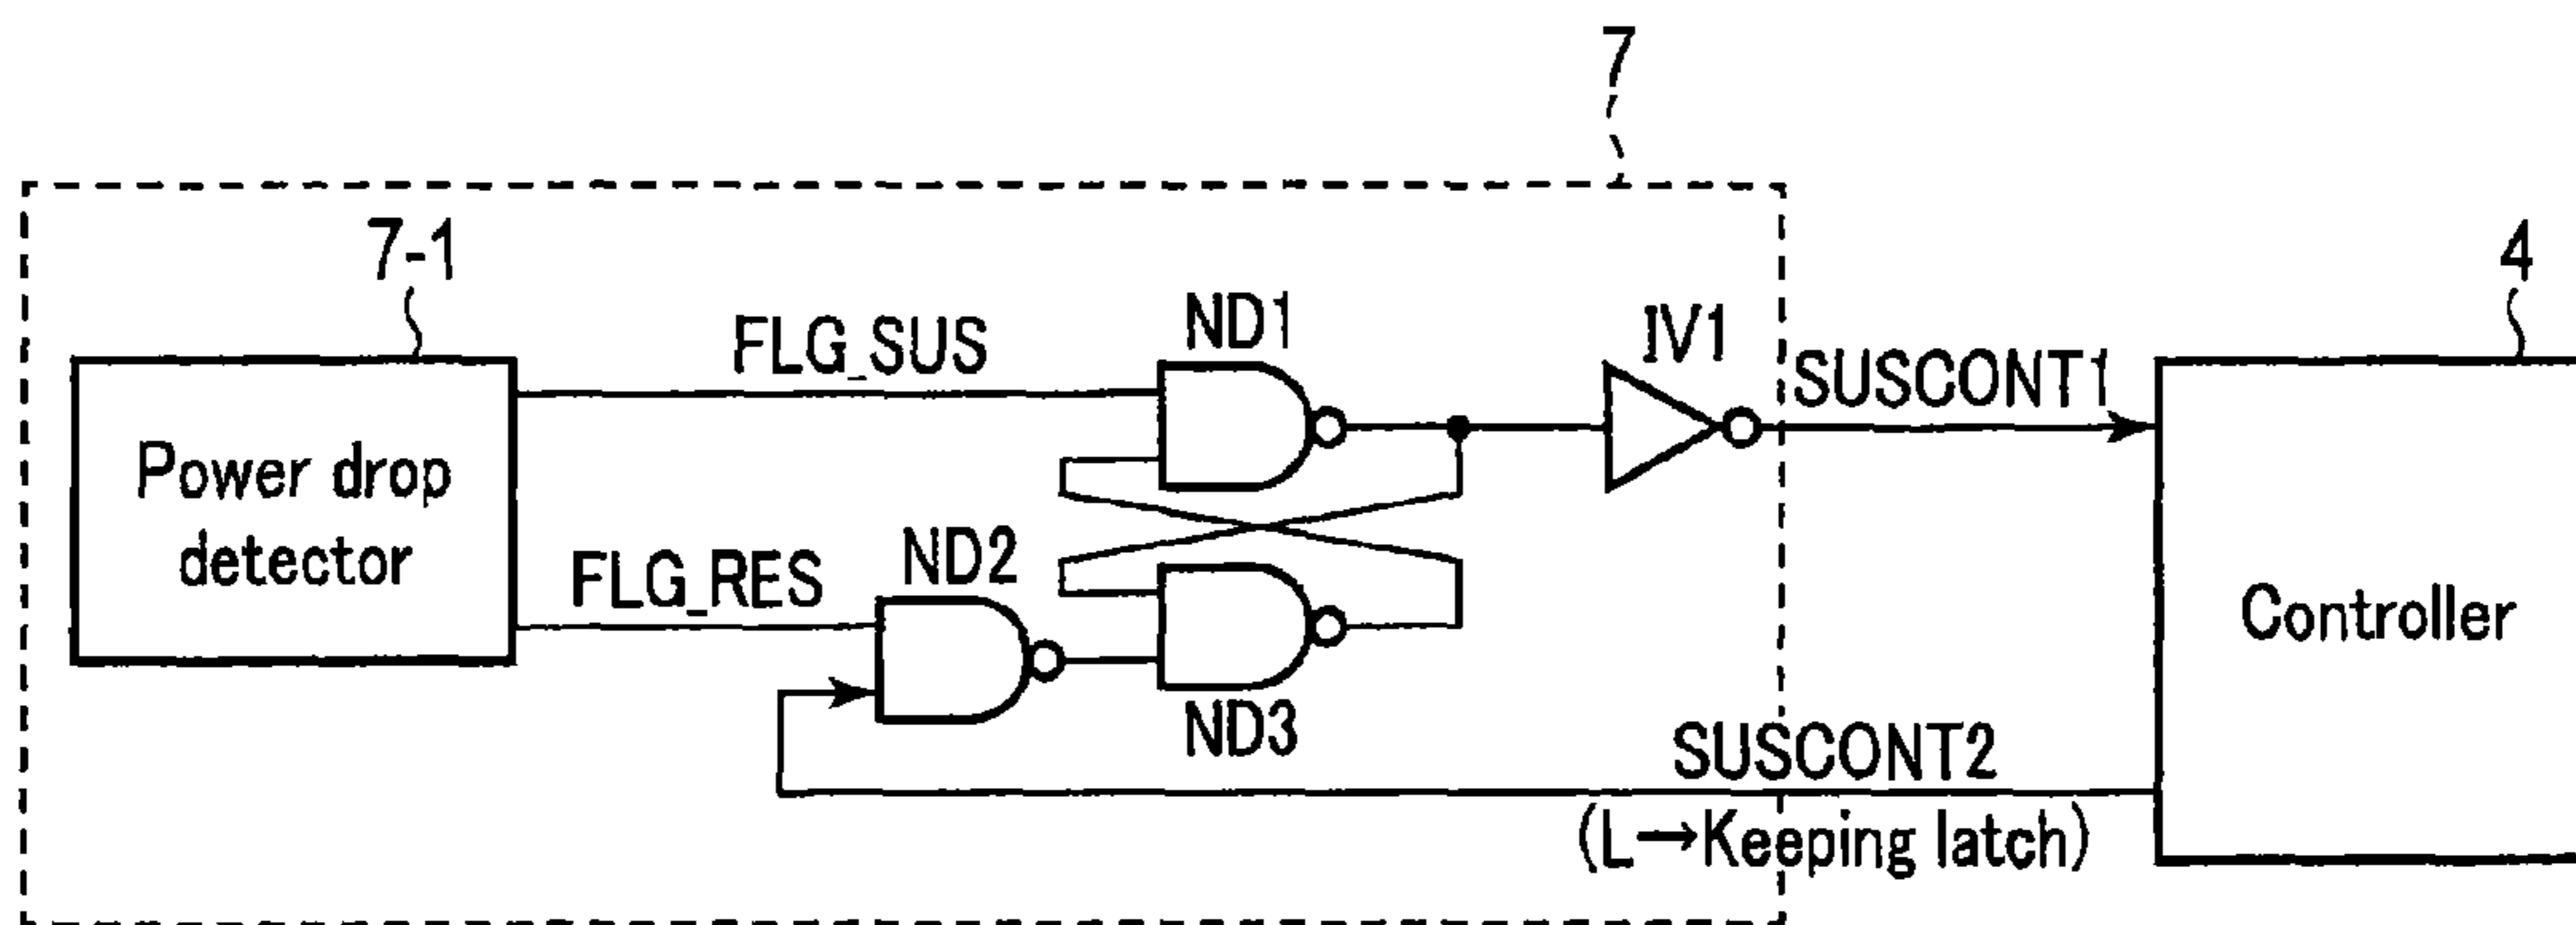 7
7-1
4
ND1
IV1
FLG_SUS
SUSCONT1
Power drop
detector
ND2
FLG_RES
Controller
ND3
SUSCONT2
(L→Keeping latch)